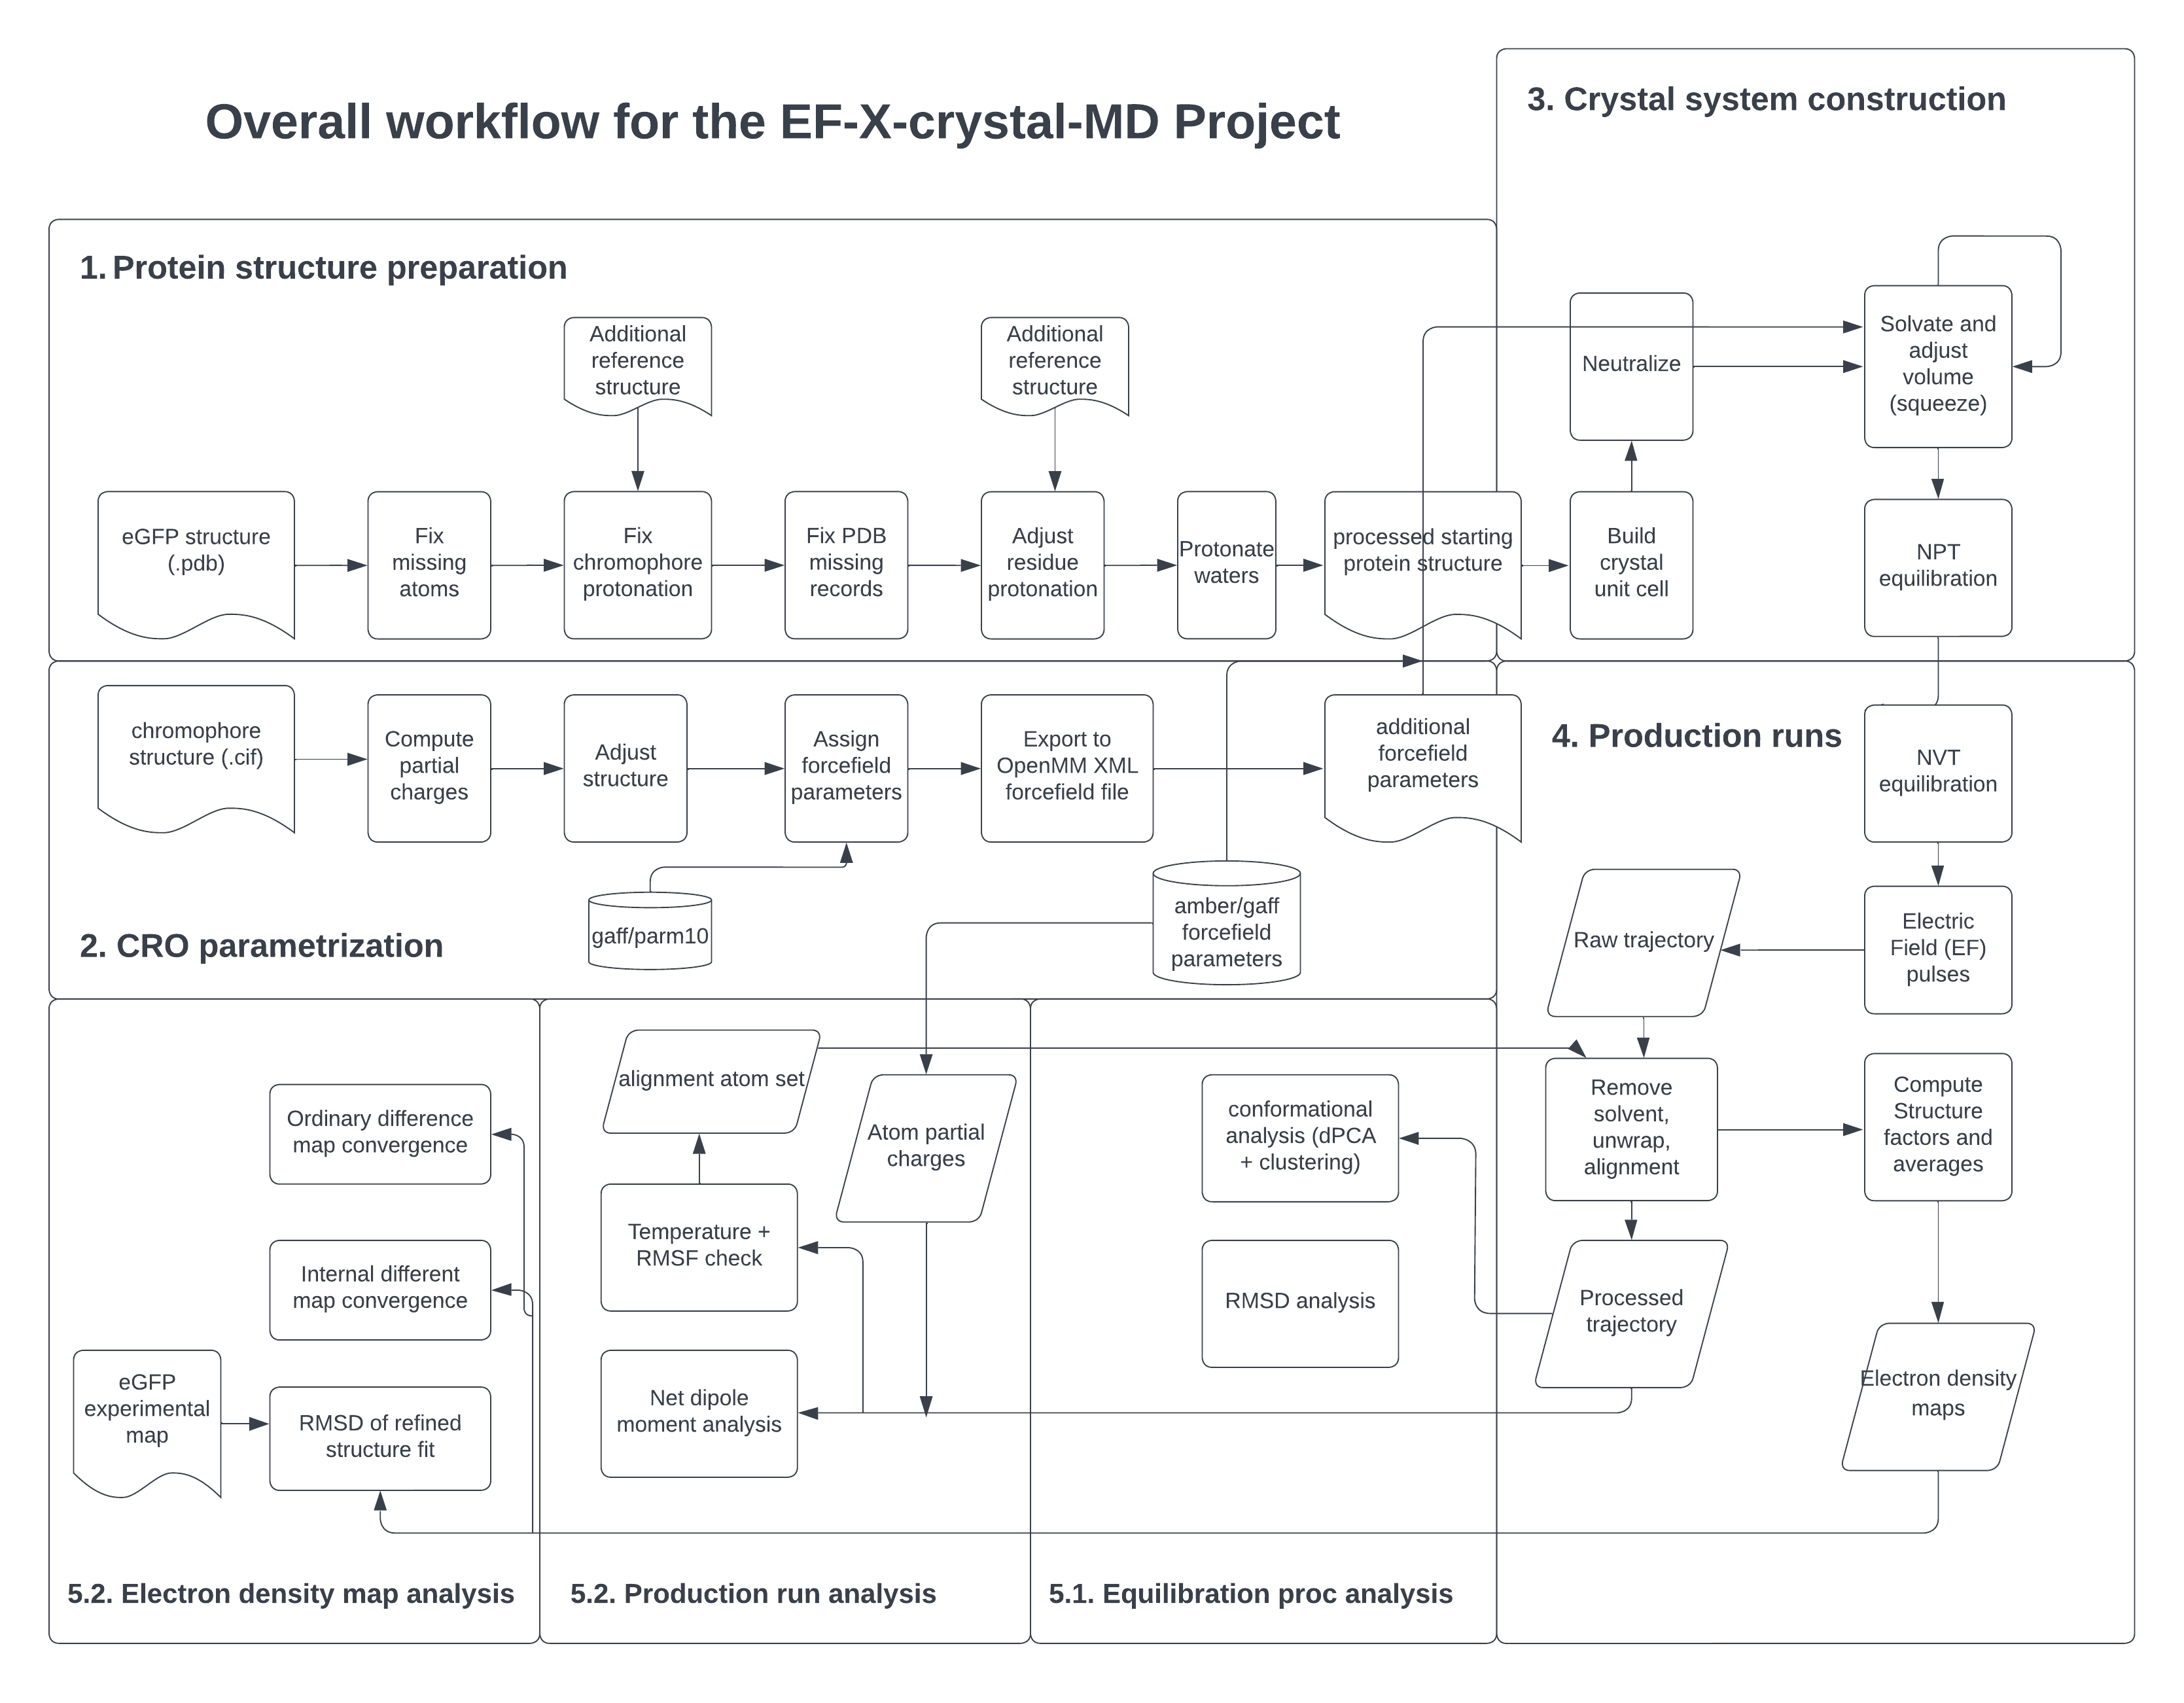 Overall workflow for the EF-X-crystal-MD Project
3. Crystal system construction
1. Protein structure preparation
Additional
reference
structure
Additional
reference
structure
Neutralize
Solvate and
adjust
volume
(squeeze)
eGFP structure
(.pdb)
Fix
missing
atoms
Fix
chromophore
protonation
Fix PDB
missing
records
Adjust
residue
protonation
Protonate
waters
processed starting
protein structure
Build
crystal
unit cell
NPT
equilibration
chromophore
structure (.cif)
Compute
partial
charges
Adjust
structure
Assign
forcefield
parameters
Export to
OpenMM XML
forcefield file
additional
forcefield
parameters
4. Production runs
NVT
equilibration
2. CRO parametrization
gaff/parm10
amber/gaff
forcefield
parameters
Raw trajectory
Electric
Field (EF)
pulses
alignment atom set
Atom partial
charges
Ordinary difference
map convergence
conformational
analysis (dPCA
+ clustering)
Remove
solvent,
unwrap,
alignment
Compute
Structure
factors and
averages
Temperature +
RMSF check
Internal different
map convergence
RMSD analysis
Processed
trajectory
eGFP
experimental
map
RMSD of refined
structure fit
Net dipole
moment analysis
Electron density
maps
5.2. Electron density map analysis
5.2. Production run analysis
5.1. Equilibration proc analysis